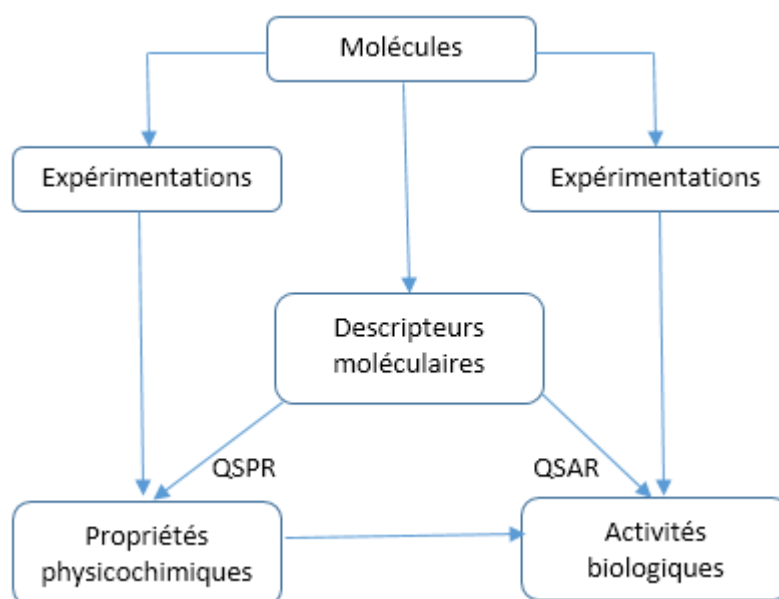 Molécules
Expérimentations
Expérimentations
Descripteurs
moléculaires
QSPR
QSAR
Propriétés
physicochimiques
Activités
biologiques